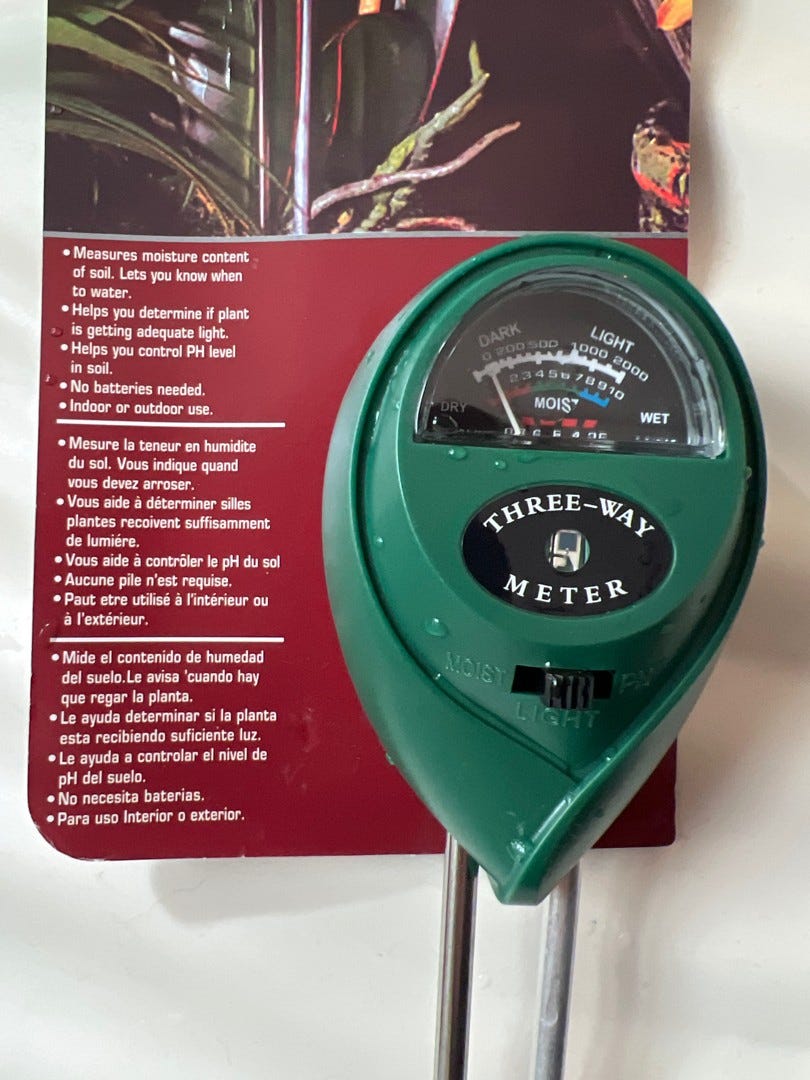 • Measures moisture content
of soil. Lets you know when
to water.
• Helps you determine if plant
is getting adequate light.
• Helps you control PH level
in soil.
• No batteries needed.
• Indoor or outdoor use.
• Mesure la teneur en humidite
du sol. Vous indique quand
vous devez arroser.
• Vous aide à déterminer silles
plantes recoivent suffisamment
de lumiére.
• Vous aide à contrôler le pH du sol
• Aucune pile n'est requise.
• Paut etre utilisé à l'intérieur ou
à l'extérieur.
• Mide el contenido de humedad
del suelo.Le avisa 'cuando hay
que regar la planta.
• Le ayuda determinar si la planta
esta recibiendo suficiente luz.
• Le ayuda a controlar el nivel de
pH del suelo.
• No necesita baterias.
• Para uso Interior o exterior.
DARK LIGHT
0 200 500 1000 2000
2 3 4 5 6 7 8 9 10
DRY MOIST WET
THREE-WAY
METER
MOIST PH
LIGHT